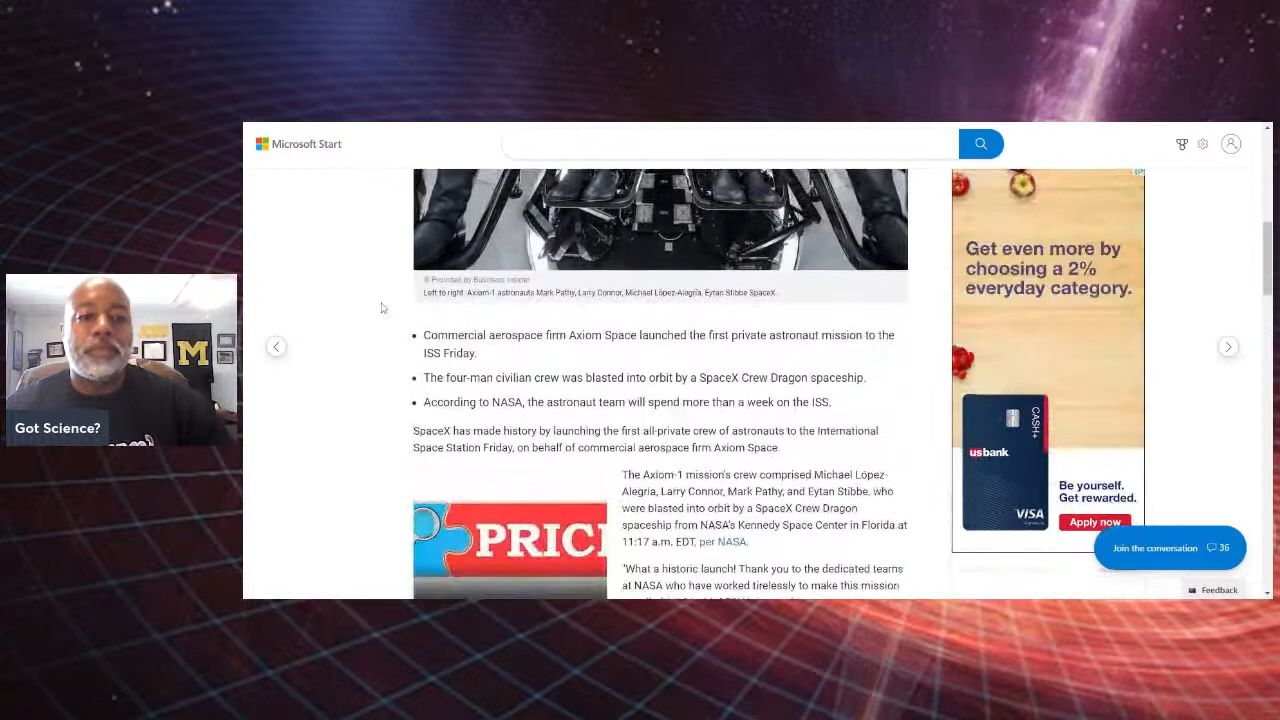 Microsoft Start
© Provided by Business Insider
Left to right: Axiom-1 astronauts Mark Pathy, Larry Connor, Michael López-Alegría, Eytan Stibbe SpaceX
Commercial aerospace firm Axiom Space launched the first private astronaut mission to the
ISS Friday.
The four-man civilian crew was blasted into orbit by a SpaceX Crew Dragon spaceship.
According to NASA, the astronaut team will spend more than a week on the ISS.
SpaceX has made history by launching the first all-private crew of astronauts to the International
Space Station Friday, on behalf of commercial aerospace firm Axiom Space
The Axiom-1 mission's crew comprised Michael López-
Alegría, Larry Connor, Mark Pathy, and Eytan Stibbe, who
were blasted into orbit by a SpaceX Crew Dragon
spaceship from NASA's Kennedy Space Center in Florida at
11:17 a.m. EDT, per NASA.
"What a historic launch! Thank you to the dedicated teams
at NASA who have worked tirelessly to make this mission
PRIC
Get even more by
choosing a 2%
everyday category.
CASH+
usbank
VISA
Signature
Be yourself.
Get rewarded.
Apply now
Join the conversation 36
Feedback
M
Got Science?